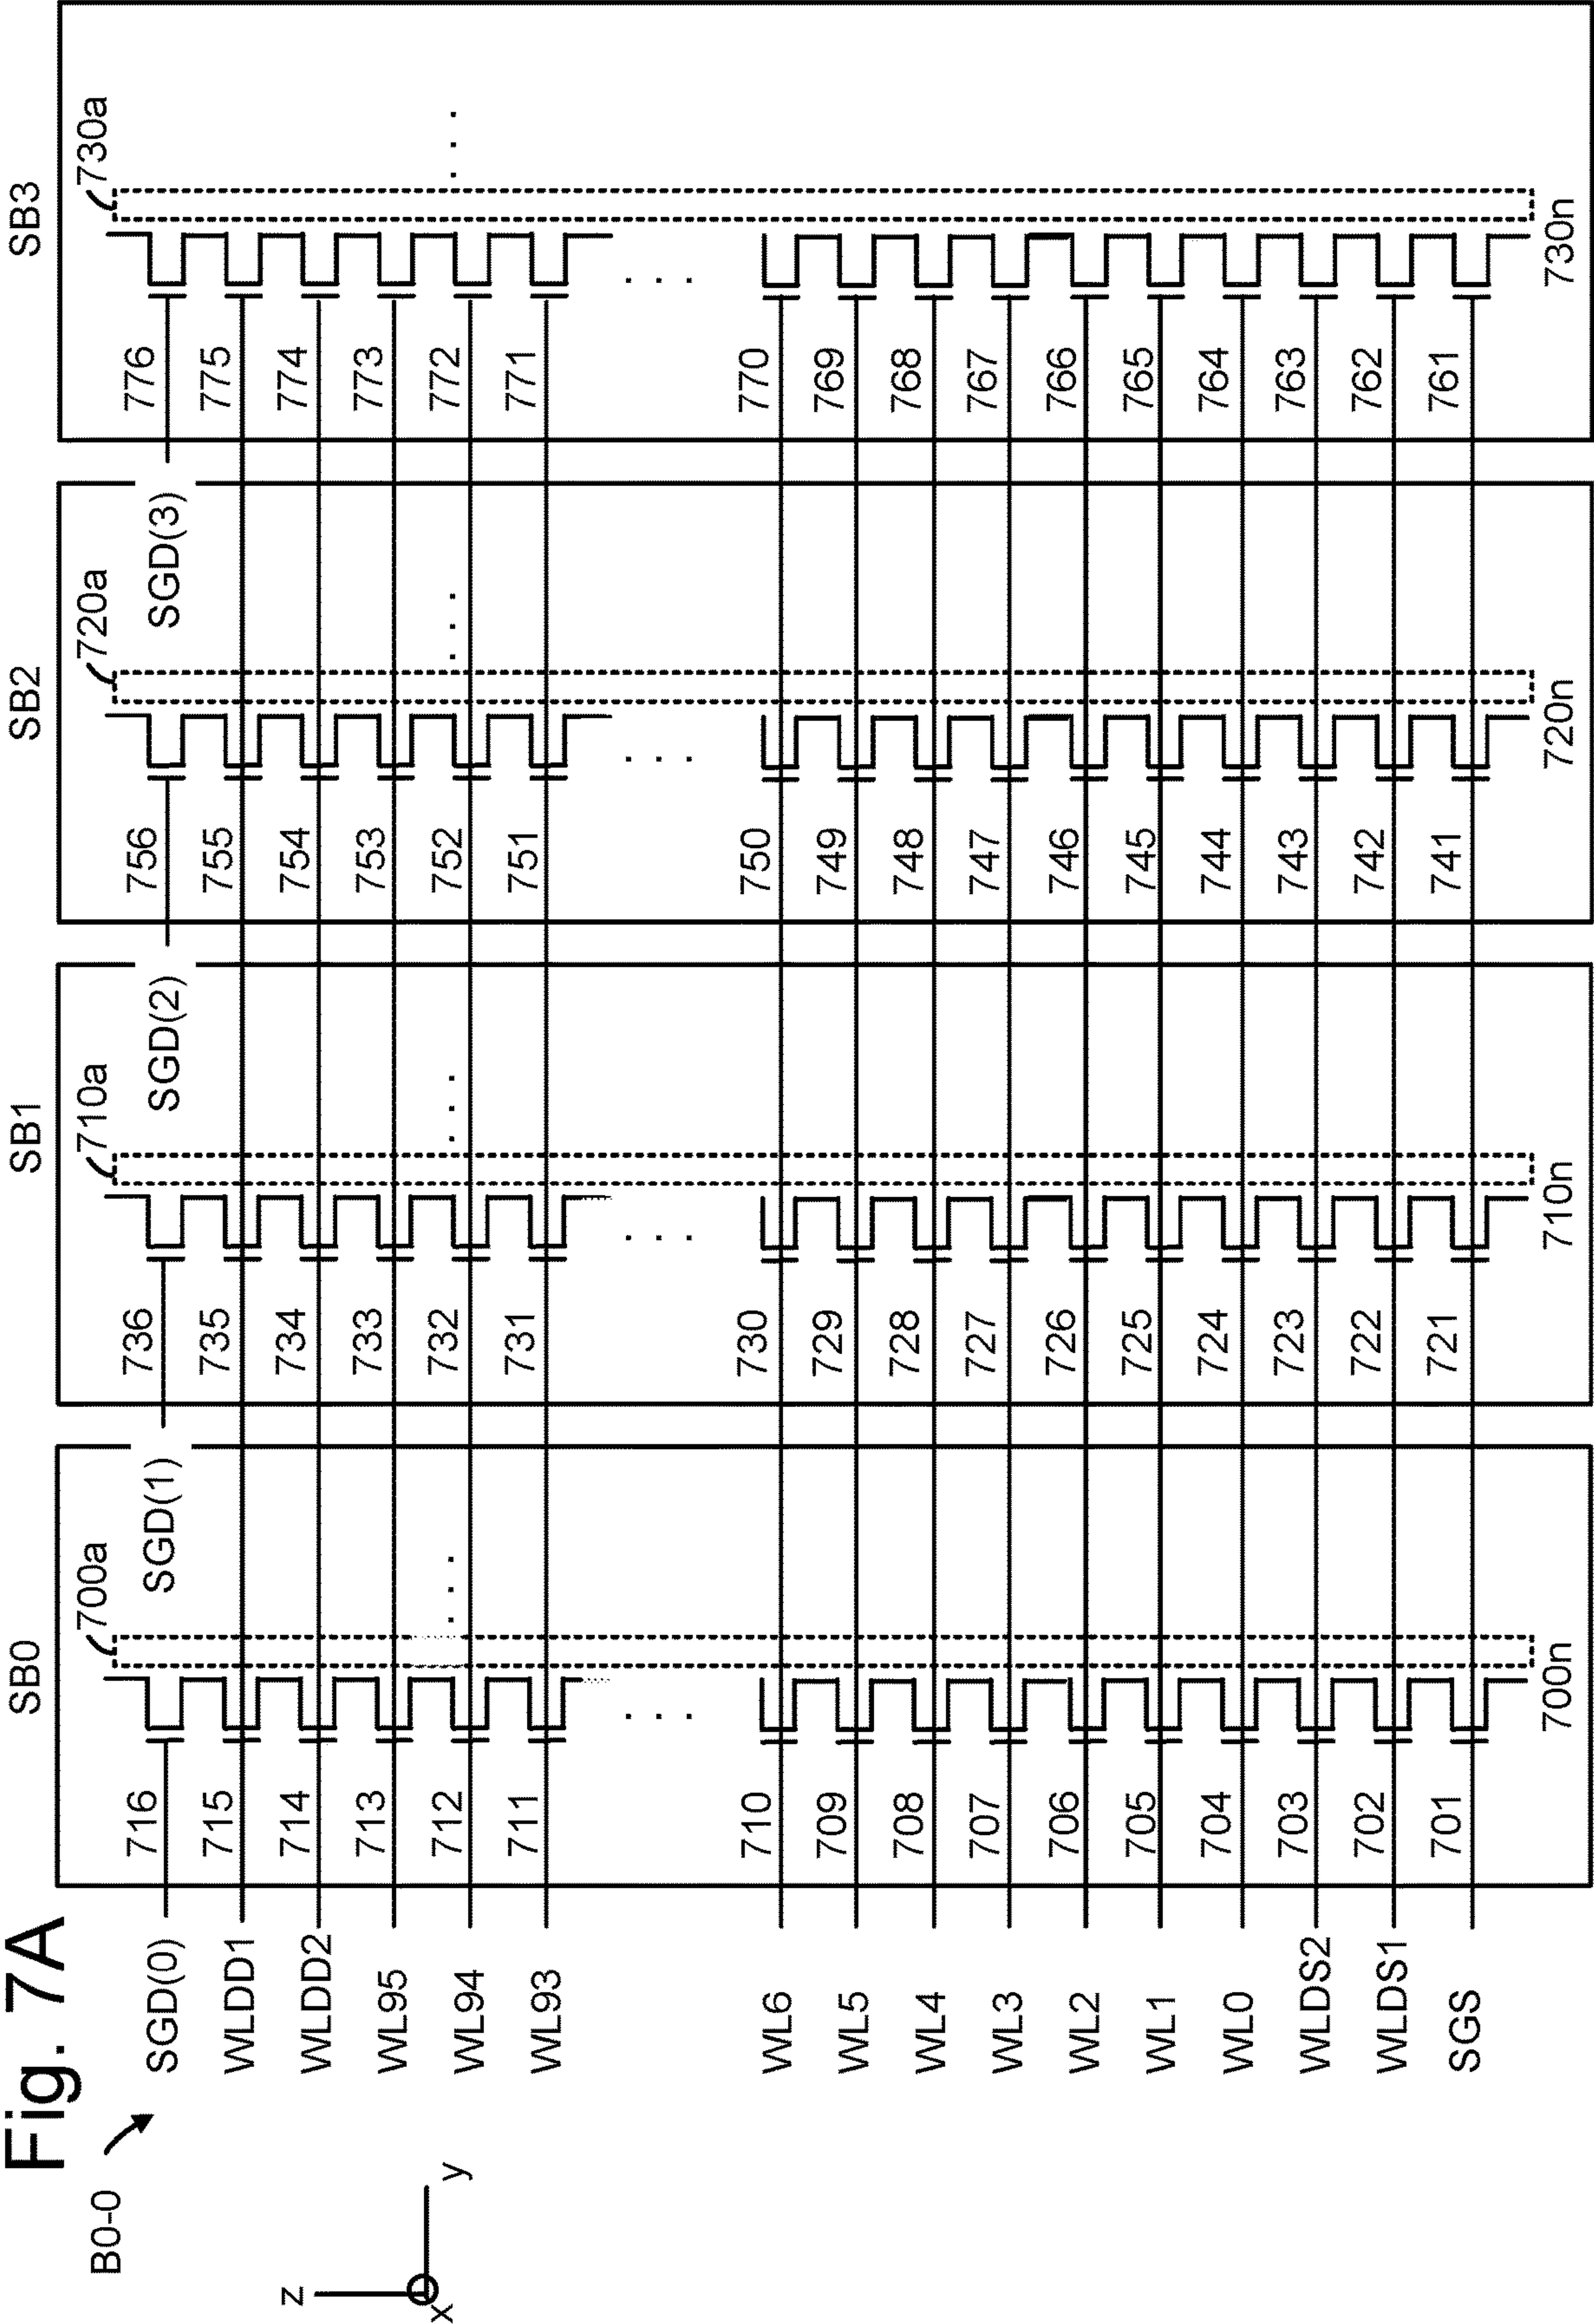 Fig. 7A
B0-0
SB0 SB1 SB2 SB3
700a 710a 720a 730a
SGD(0) 716 SGD(1) 736 SGD(2) 756 SGD(3) 776
WLDD1 715 735 755 775
WLDD2 714 734 754 774
WL95 713 733 753 773
WL94 712 732 752 772
WL93 711 731 751 771
. . . . . . . . . . . .
WL6 710 730 750 770
WL5 709 729 749 769
WL4 708 728 748 768
WL3 707 727 747 767
WL2 706 726 746 766
WL1 705 725 745 765
WL0 704 724 744 764
WLDS2 703 723 743 763
WLDS1 702 722 742 762
SGS 701 721 741 761
700n 710n 720n 730n
z
y
x